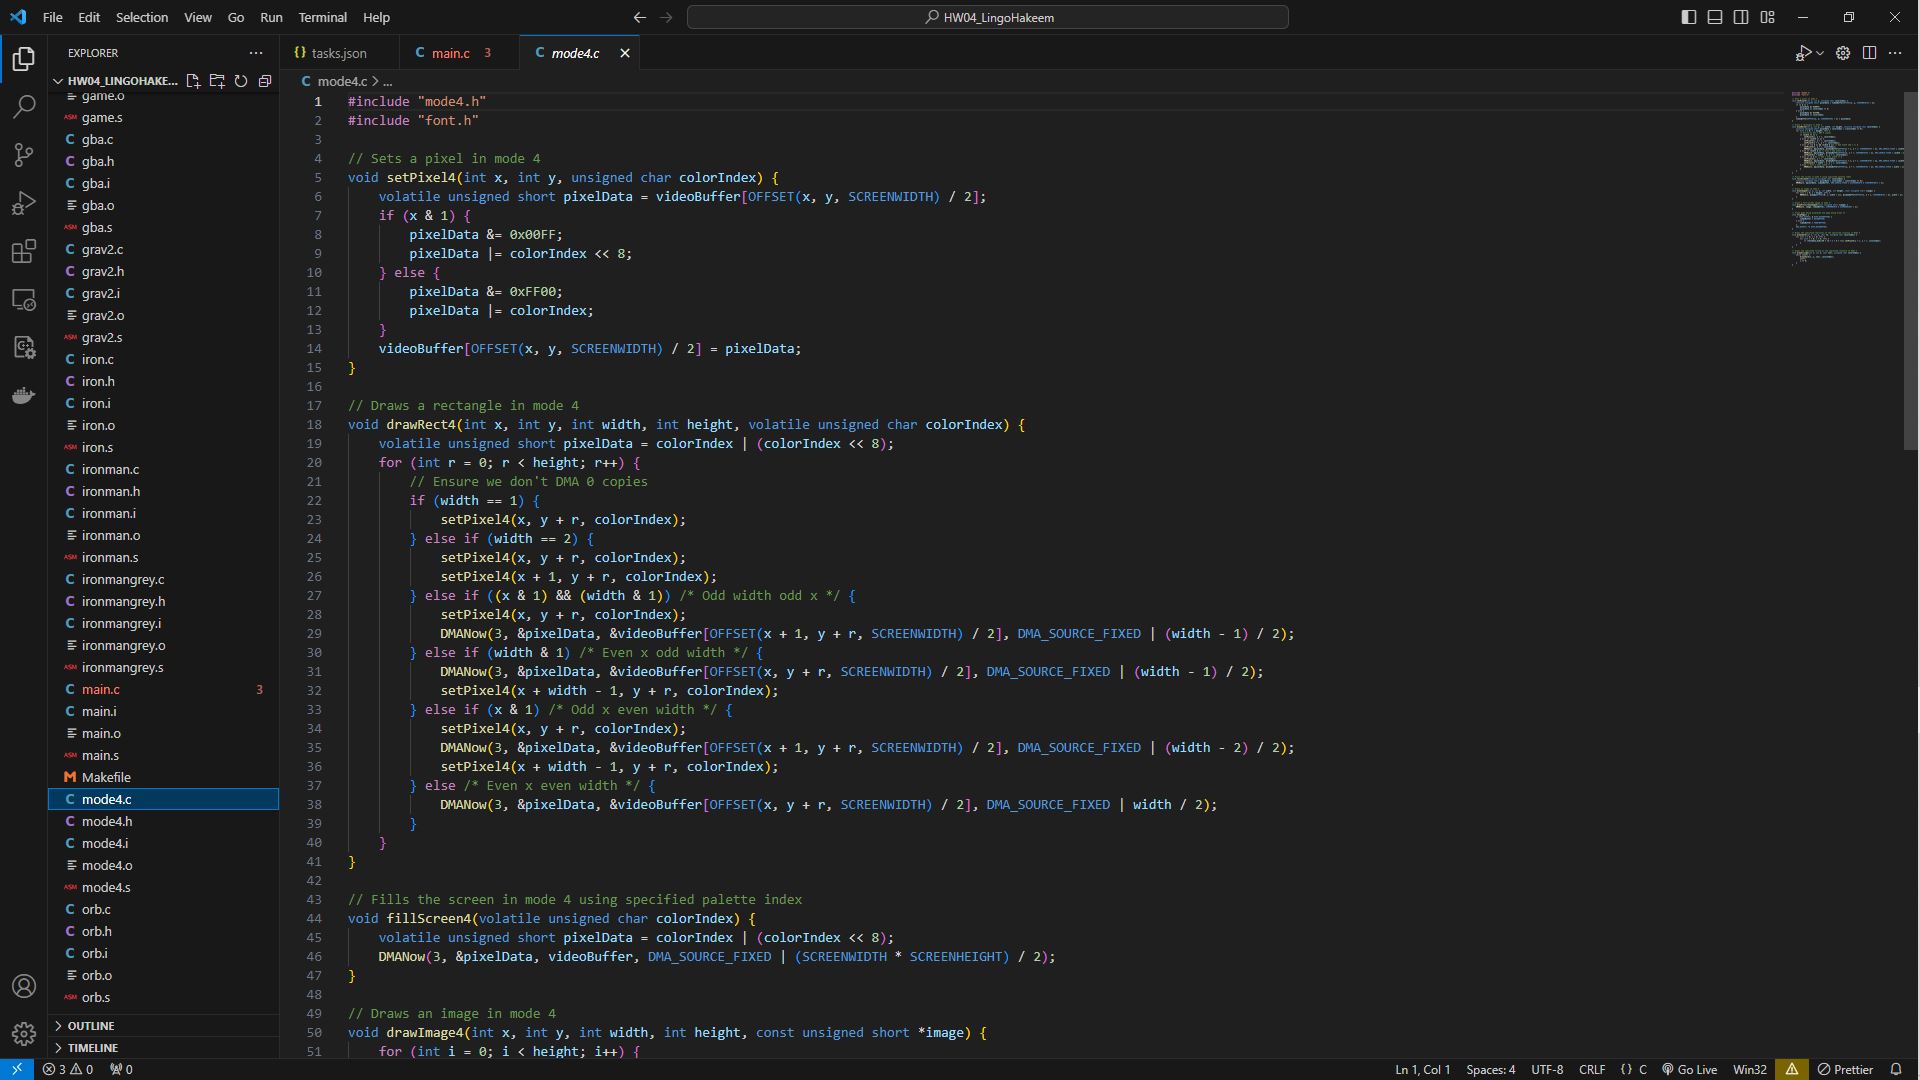 File Edit Selection View Go Run Terminal Help
HW04_LingoHakeem
EXPLORER
HW04_LINGOHAKE...
game.o
ASM game.s
C gba.c
C gba.h
C gba.i
gba.o
ASM gba.s
C grav2.c
C grav2.h
C grav2.i
grav2.o
ASM grav2.s
C iron.c
C iron.h
C iron.i
iron.o
ASM iron.s
C ironman.c
C ironman.h
C ironman.i
ironman.o
ASM ironman.s
C ironmangrey.c
C ironmangrey.h
C ironmangrey.i
ironmangrey.o
ASM ironmangrey.s
C main.c 3
C main.i
main.o
ASM main.s
M Makefile
C mode4.c
C mode4.h
C mode4.i
mode4.o
ASM mode4.s
C orb.c
C orb.h
C orb.i
orb.o
ASM orb.s
OUTLINE
TIMELINE
{} tasks.json
C main.c 3
C mode4.c
C mode4.c > ...
1 #include "mode4.h"
2 #include "font.h"
3
4 // Sets a pixel in mode 4
5 void setPixel4(int x, int y, unsigned char colorIndex) {
6 volatile unsigned short pixelData = videoBuffer[OFFSET(x, y, SCREENWIDTH) / 2];
7 if (x & 1) {
8 pixelData &= 0x00FF;
9 pixelData |= colorIndex << 8;
10 } else {
11 pixelData &= 0xFF00;
12 pixelData |= colorIndex;
13 }
14 videoBuffer[OFFSET(x, y, SCREENWIDTH) / 2] = pixelData;
15 }
16
17 // Draws a rectangle in mode 4
18 void drawRect4(int x, int y, int width, int height, volatile unsigned char colorIndex) {
19 volatile unsigned short pixelData = colorIndex | (colorIndex << 8);
20 for (int r = 0; r < height; r++) {
21 // Ensure we don't DMA 0 copies
22 if (width == 1) {
23 setPixel4(x, y + r, colorIndex);
24 } else if (width == 2) {
25 setPixel4(x, y + r, colorIndex);
26 setPixel4(x + 1, y + r, colorIndex);
27 } else if ((x & 1) && (width & 1)) /* Odd width odd x */ {
28 setPixel4(x, y + r, colorIndex);
29 DMANow(3, &pixelData, &videoBuffer[OFFSET(x + 1, y + r, SCREENWIDTH) / 2], DMA_SOURCE_FIXED | (width - 1) / 2);
30 } else if (width & 1) /* Even x odd width */ {
31 DMANow(3, &pixelData, &videoBuffer[OFFSET(x, y + r, SCREENWIDTH) / 2], DMA_SOURCE_FIXED | (width - 1) / 2);
32 setPixel4(x + width - 1, y + r, colorIndex);
33 } else if (x & 1) /* Odd x even width */ {
34 setPixel4(x, y + r, colorIndex);
35 DMANow(3, &pixelData, &videoBuffer[OFFSET(x + 1, y + r, SCREENWIDTH) / 2], DMA_SOURCE_FIXED | (width - 2) / 2);
36 setPixel4(x + width - 1, y + r, colorIndex);
37 } else /* Even x even width */ {
38 DMANow(3, &pixelData, &videoBuffer[OFFSET(x, y + r, SCREENWIDTH) / 2], DMA_SOURCE_FIXED | width / 2);
39 }
40 }
41 }
42
43 // Fills the screen in mode 4 using specified palette index
44 void fillScreen4(volatile unsigned char colorIndex) {
45 volatile unsigned short pixelData = colorIndex | (colorIndex << 8);
46 DMANow(3, &pixelData, videoBuffer, DMA_SOURCE_FIXED | (SCREENWIDTH * SCREENHEIGHT) / 2);
47 }
48
49 // Draws an image in mode 4
50 void drawImage4(int x, int y, int width, int height, const unsigned short *image) {
51 for (int i = 0; i < height; i++) {
3 0 0
Ln 1, Col 1 Spaces: 4 UTF-8 CRLF {} C Go Live Win32 Prettier